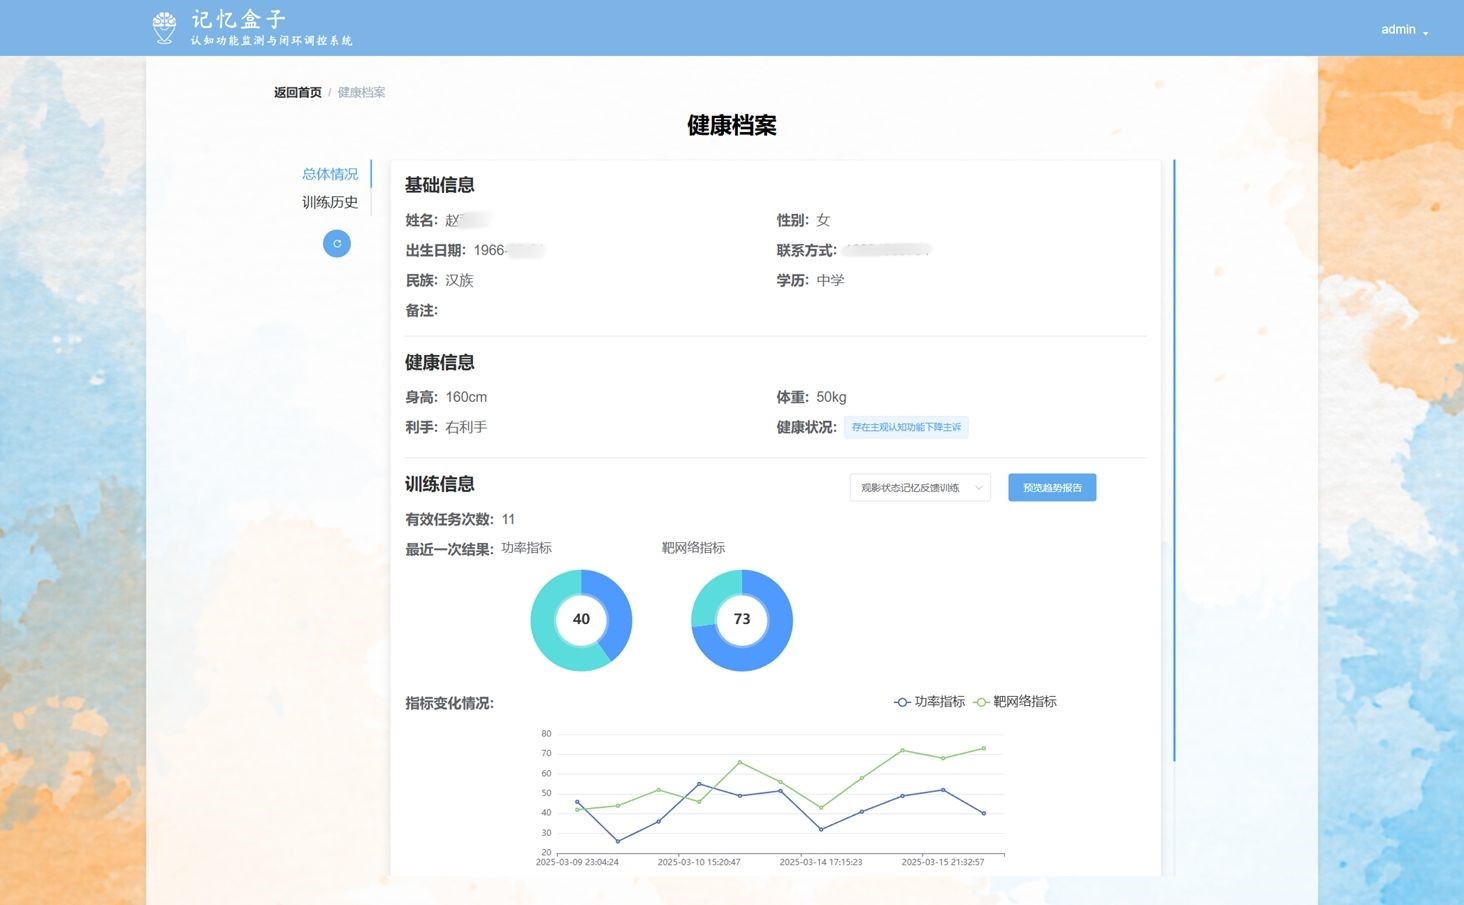 记忆盒子
认知功能监测与闭环调控系统
admin
返回首页 / 健康档案
健康档案
总体情况
训练历史
基础信息
姓名: 赵
性别: 女
出生日期: 1966-
联系方式:
民族: 汉族
学历: 中学
备注:
健康信息
身高: 160cm
体重: 50kg
利手: 右利手
健康状况: 存在主观认知功能下降主诉
训练信息
观影状态记忆反馈训练
预览趋势报告
有效任务次数: 11
最近一次结果: 功率指标 靶网络指标
40 73
指标变化情况:
功率指标 靶网络指标
80
70
60
50
40
30
20
2025-03-09 23:04:24 2025-03-10 15:20:47 2025-03-14 17:15:23 2025-03-15 21:32:57